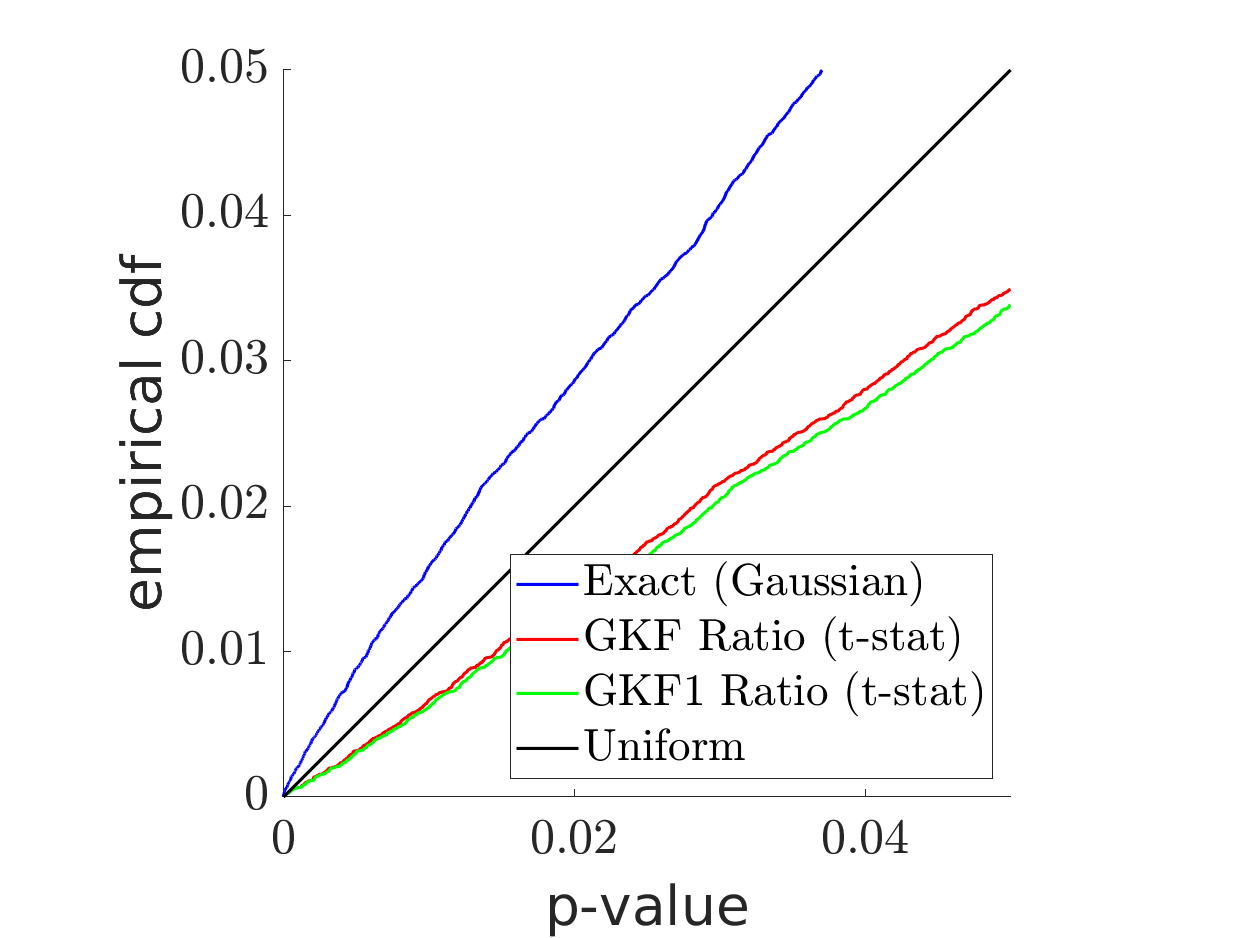 0.05
0.04
0.03
0.02
0.01
0
empirical cdf
Exact (Gaussian)
GKF Ratio (t-stat)
GKF1 Ratio (t-stat)
Uniform
0 0.02 0.04
p-value